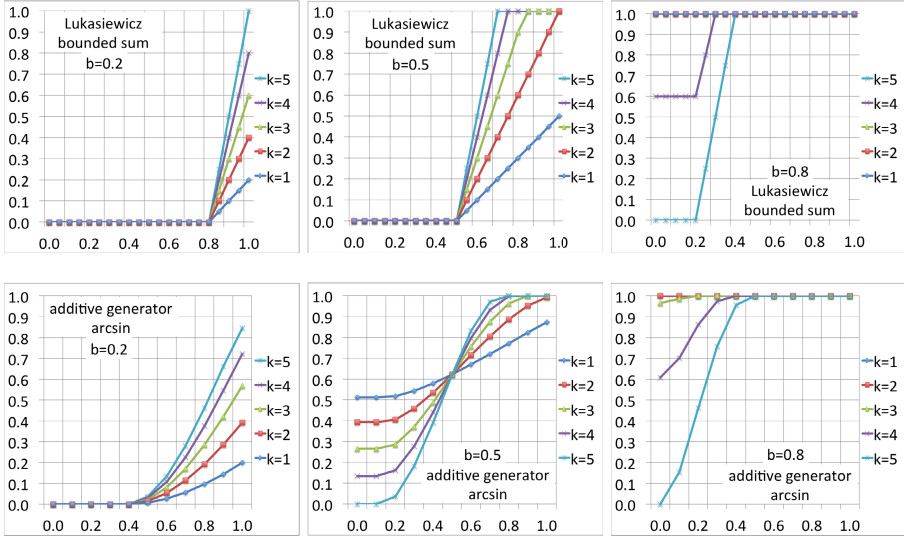 Lukasiewicz
bounded sum
b=0.2
1.0
0.9
0.8
0.7
0.6
0.5
0.4
0.3
0.2
0.1
0.0
0.0 0.2 0.4 0.6 0.8 1.0
k=5
k=4
k=3
k=2
k=1
Lukasiewicz
bounded sum
b=0.5
1.0
0.9
0.8
0.7
0.6
0.5
0.4
0.3
0.2
0.1
0.0
0.0 0.2 0.4 0.6 0.8 1.0
k=5
k=4
k=3
k=2
k=1
1.0
0.9
0.8
0.7
0.6
0.5
0.4
0.3
0.2
0.1
0.0
0.0 0.2 0.4 0.6 0.8 1.0
k=5
k=4
k=3
k=2
k=1
b=0.8
Lukasiewicz
bounded sum
additive generator
arcsin
b=0.2
1.0
0.9
0.8
0.7
0.6
0.5
0.4
0.3
0.2
0.1
0.0
0.0 0.2 0.4 0.6 0.8 1.0
k=5
k=4
k=3
k=2
k=1
1.0
0.9
0.8
0.7
0.6
0.5
0.4
0.3
0.2
0.1
0.0
0.0 0.2 0.4 0.6 0.8 1.0
k=1
k=2
k=3
k=4
k=5
b=0.5
additive generator
arcsin
1.0
0.9
0.8
0.7
0.6
0.5
0.4
0.3
0.2
0.1
0.0
0.0 0.2 0.4 0.6 0.8 1.0
k=1
k=2
k=3
k=4
k=5
b=0.8
additive generator
arcsin